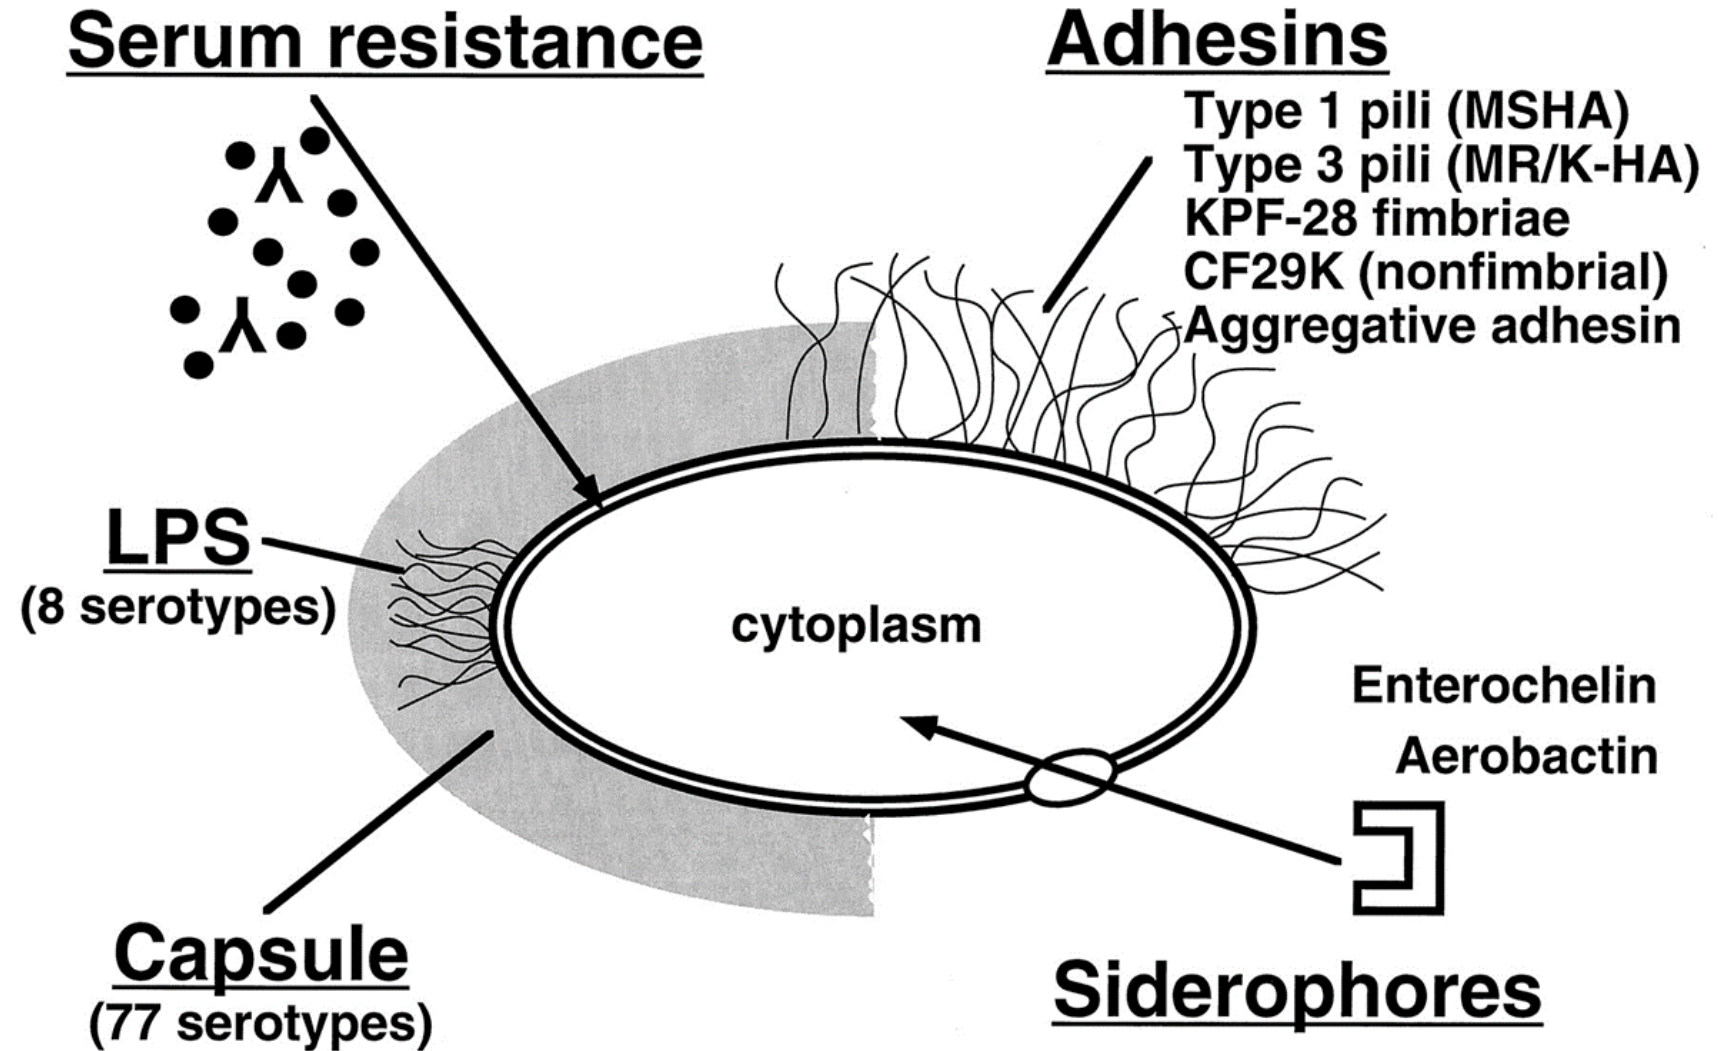 Serum resistance
Adhesins
Type 1 pili (MSHA)
Type 3 pili (MR/K-HA)
KPF-28 fimbriae
CF29K (nonfimbrial)
Aggregative adhesin
LPS
(8 serotypes)
cytoplasm
Enterochelin
Aerobactin
Capsule
(77 serotypes)
Siderophores